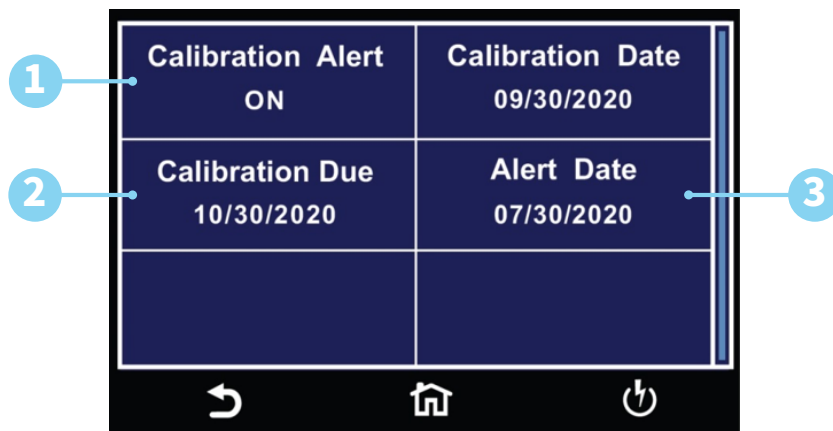 1
Calibration Alert
ON
Calibration Date
09/30/2020
2
Calibration Due
10/30/2020
Alert Date
07/30/2020
3